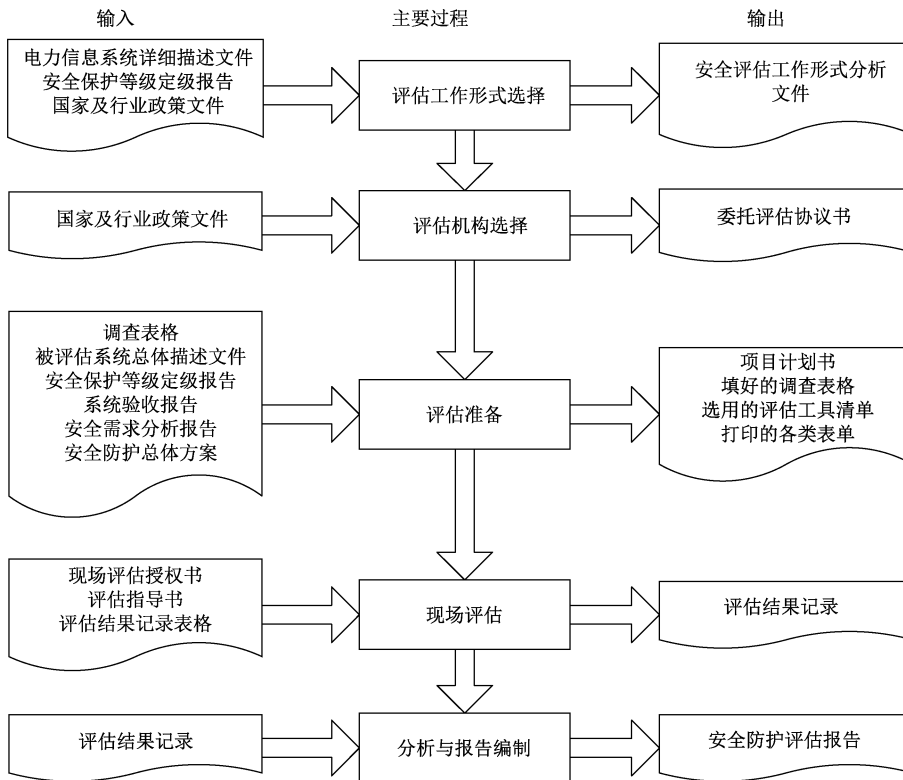 输入
主要过程
输出
电力信息系统详细描述文件
安全保护等级定级报告
国家及行业政策文件
评估工作形式选择
安全评估工作形式分析
文件
国家及行业政策文件
评估机构选择
委托评估协议书
调查表格
被评估系统总体描述文件
安全保护等级定级报告
系统验收报告
安全需求分析报告
安全防护总体方案
评估准备
项目计划书
填好的调查表格
选用的评估工具清单
打印的各类表单
现场评估授权书
评估指导书
评估结果记录表格
现场评估
评估结果记录
评估结果记录
分析与报告编制
安全防护评估报告